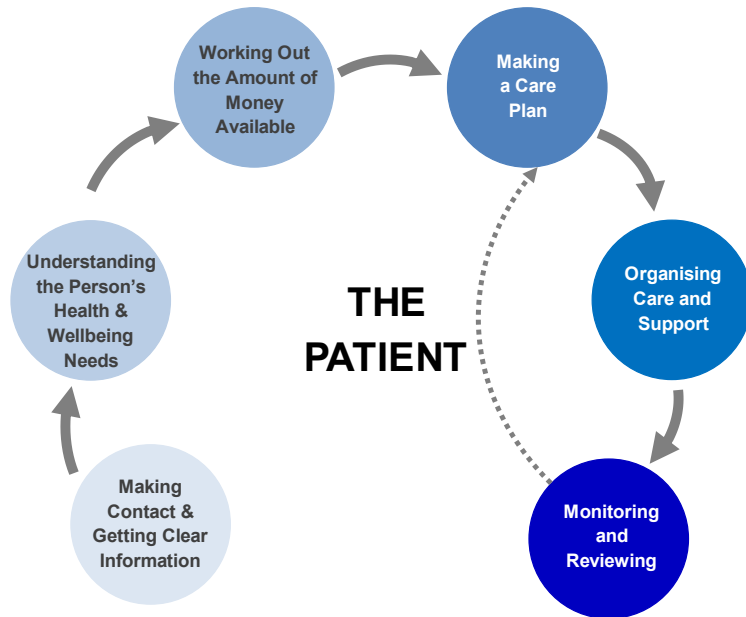 Making
Contact &
Getting Clear
Information
Understanding
the Person’s
Health &
Wellbeing
Needs
Working Out
the Amount of
Money
Available
Making
a Care
Plan
Organising
Care and
Support
Monitoring
and
Reviewing
THE
PATIENT